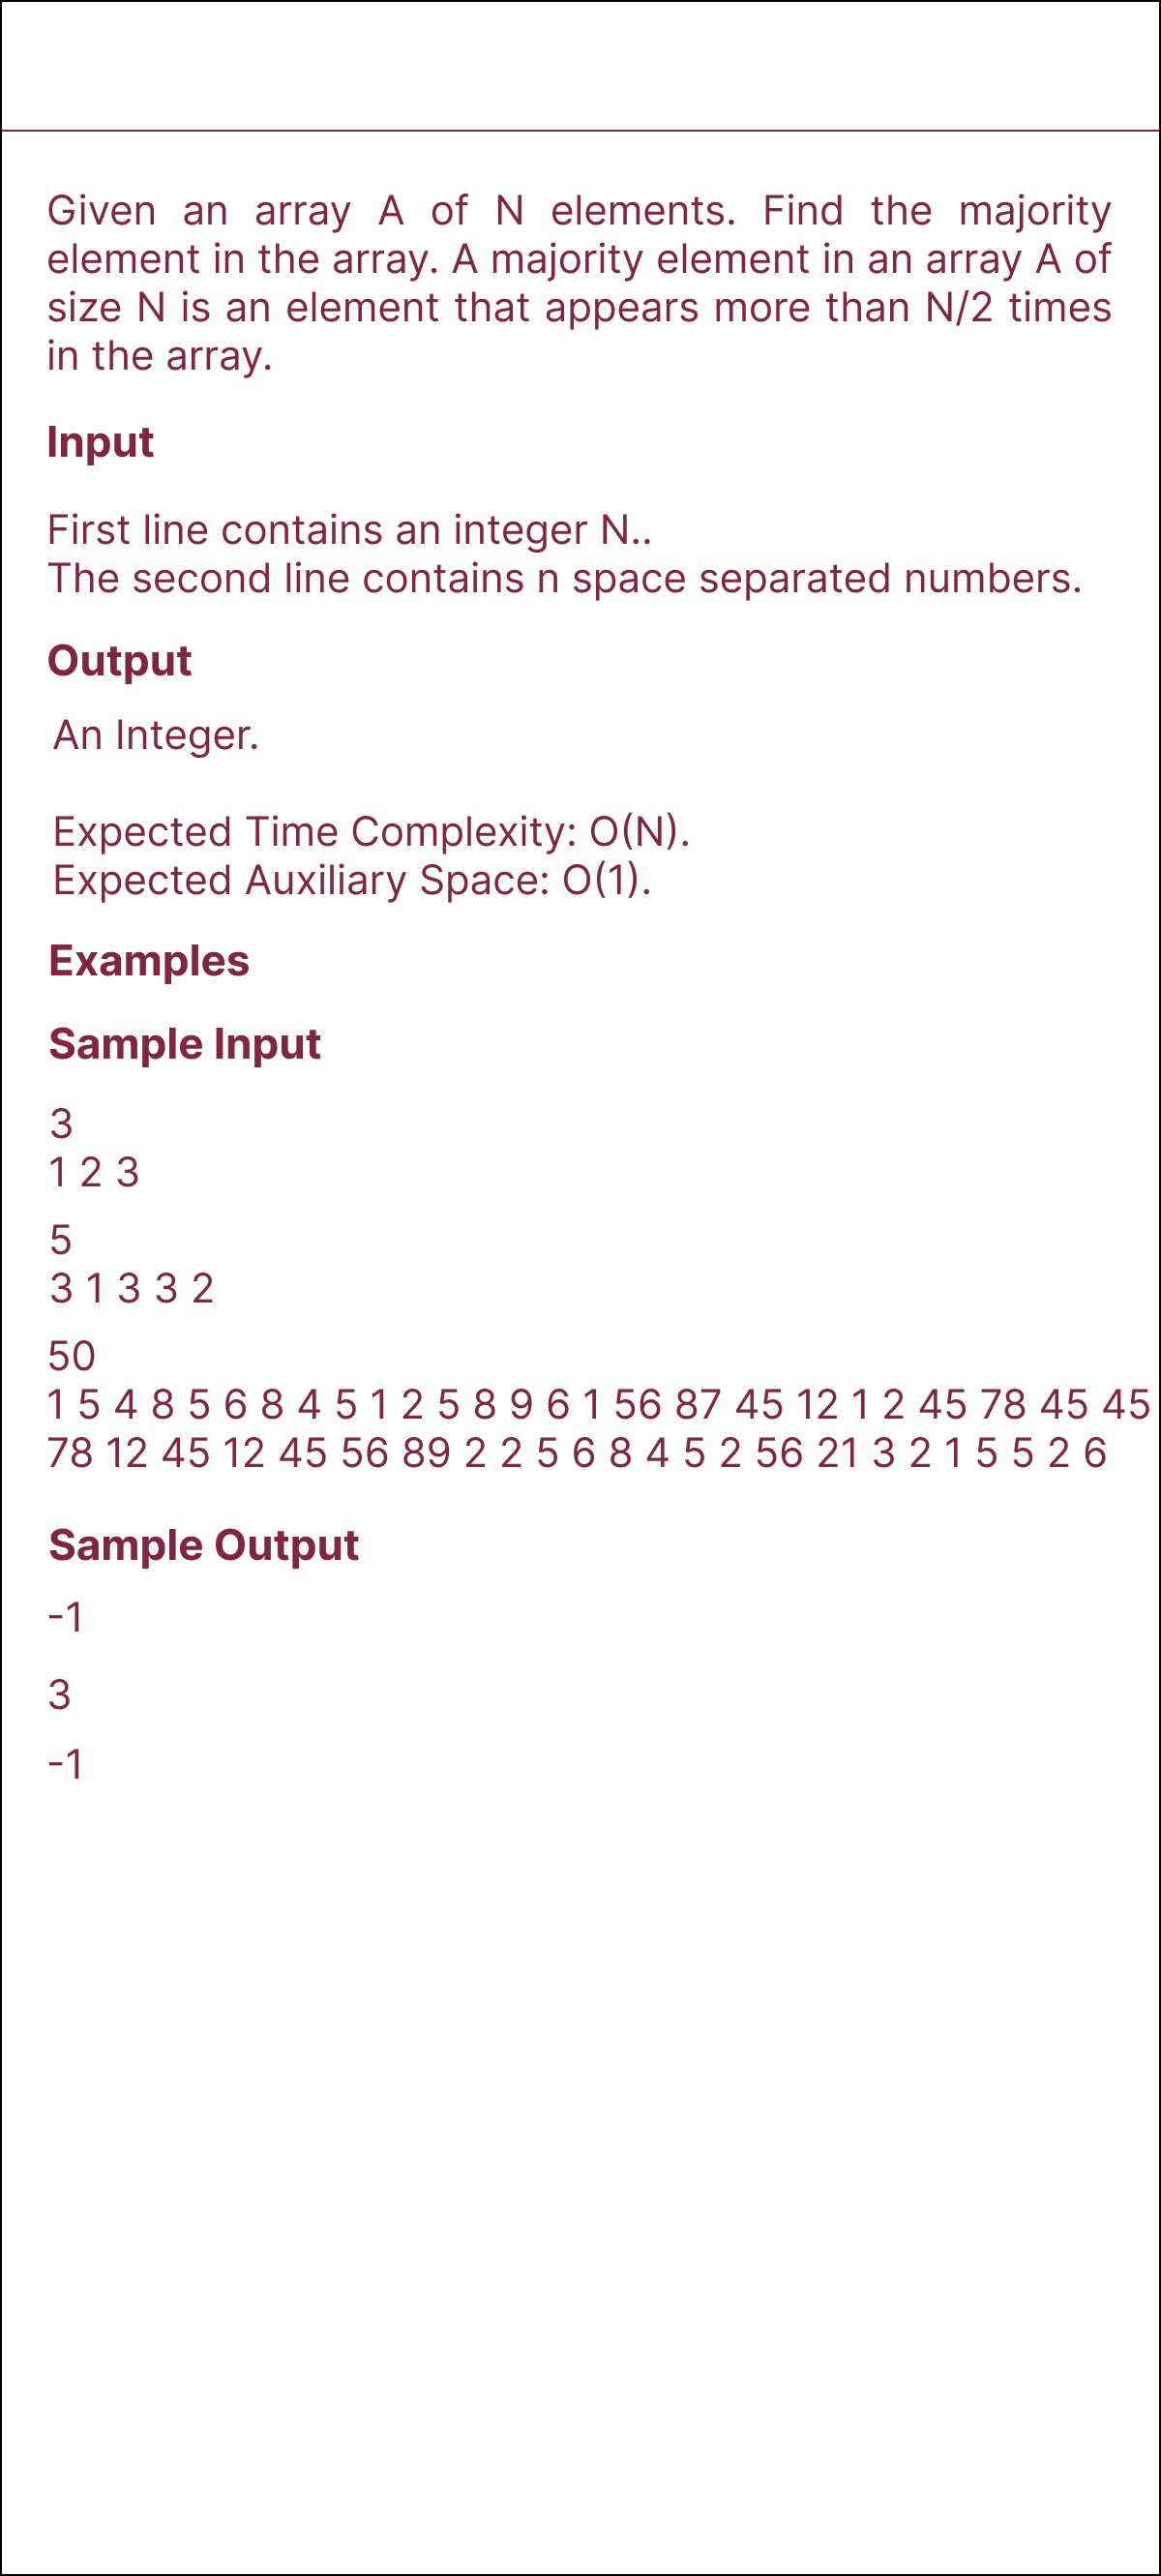 Given an array A of N elements. Find the majority
element in the array. A majority element in an array A of
size N is an element that appears more than N/2 times
in the array.
Input
First line contains an integer N..
The second line contains n space separated numbers.
Output
An Integer.
Expected Time Complexity: O(N).
Expected Auxiliary Space: O(1).
Examples
Sample Input
3
1 2 3
5
3 1 3 3 2
50
1 5 4 8 5 6 8 4 5 1 2 5 8 9 6 1 56 87 45 12 1 2 45 78 45 45
78 12 45 12 45 56 89 2 2 5 6 8 4 5 2 56 21 3 2 1 5 5 2 6
Sample Output
-1
3
-1